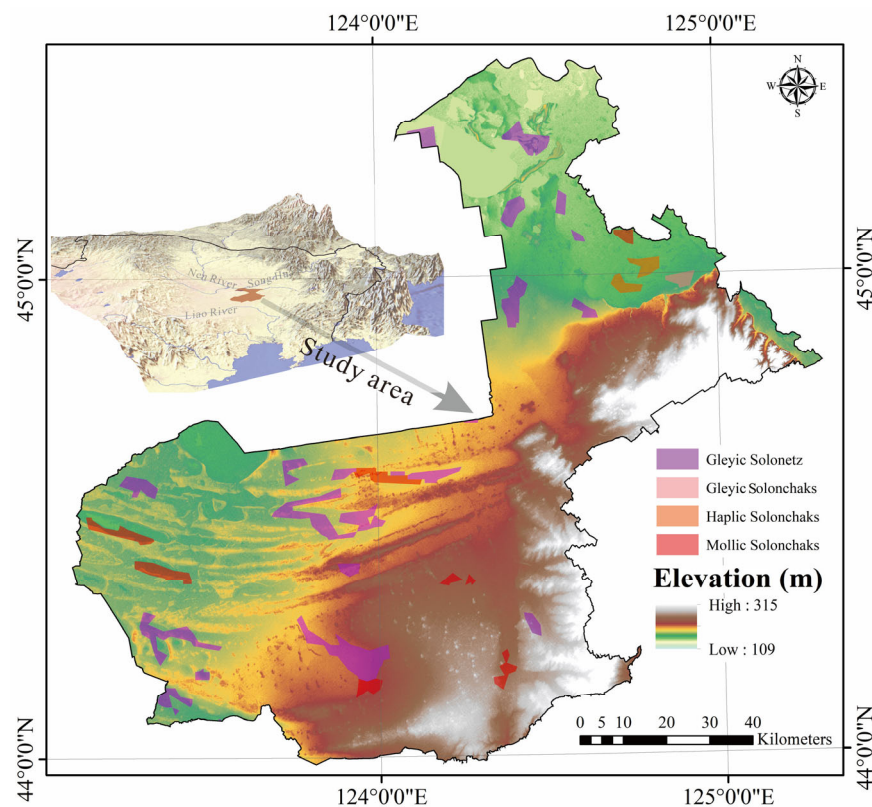 124°0'0"E
125°0'0"E
N
W
E
S
45°0'0"N
45°0'0"N
Nen River
Liao River
Study area
Gleyic Solonetz
Gleyic Solonchaks
Haplic Solonchaks
Mollic Solonchaks
Elevation (m)
High : 315
Low : 109
0 5 10 20 30 40
Kilometers
44°0'0"N
44°0'0"N
124°0'0"E
125°0'0"E